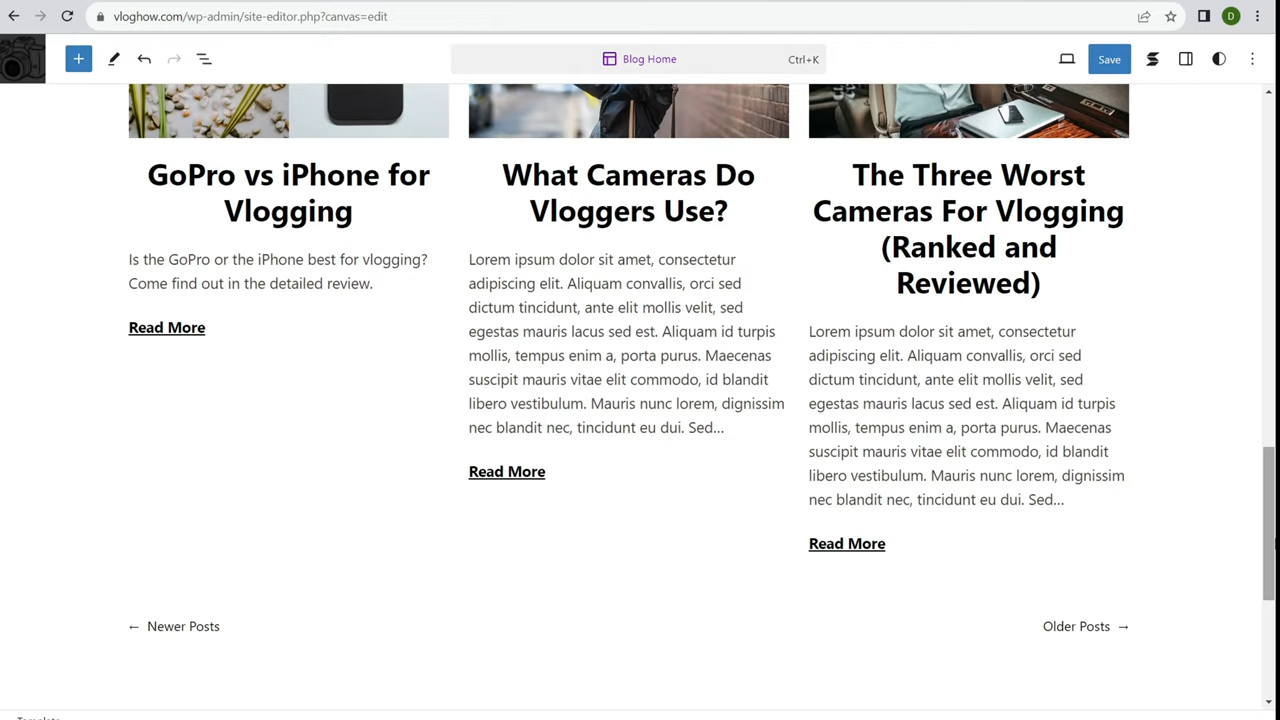 vloghow.com/wp-admin/site-editor.php?canvas=edit
D
Blog Home
Ctrl+K
Save
GoPro vs iPhone for
Vlogging
Is the GoPro or the iPhone best for vlogging?
Come find out in the detailed review.
Read More
What Cameras Do
Vloggers Use?
Lorem ipsum dolor sit amet, consectetur
adipiscing elit. Aliquam convallis, orci sed
dictum tincidunt, ante elit mollis velit, sed
egestas mauris lacus sed est. Aliquam id turpis
mollis, tempus enim a, porta purus. Maecenas
suscipit mauris vitae elit commodo, id blandit
libero vestibulum. Mauris nunc lorem, dignissim
nec blandit nec, tincidunt eu dui. Sed…
Read More
The Three Worst
Cameras For Vlogging
(Ranked and
Reviewed)
Lorem ipsum dolor sit amet, consectetur
adipiscing elit. Aliquam convallis, orci sed
dictum tincidunt, ante elit mollis velit, sed
egestas mauris lacus sed est. Aliquam id turpis
mollis, tempus enim a, porta purus. Maecenas
suscipit mauris vitae elit commodo, id blandit
libero vestibulum. Mauris nunc lorem, dignissim
nec blandit nec, tincidunt eu dui. Sed…
Read More
← Newer Posts
Older Posts →
Template